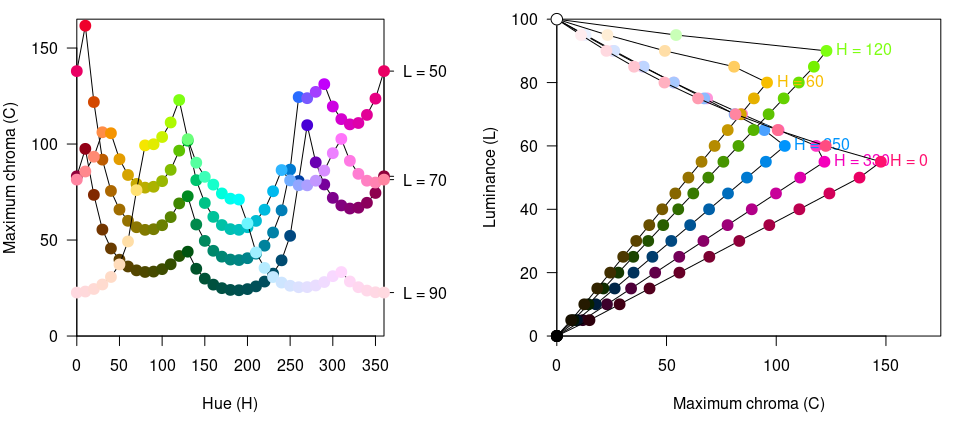 Maximum chroma (C)
150
100
50
0
0 50 100 150 200 250 300 350
Hue (H)
L = 50
L = 70
L = 90
Luminance (L)
100
80
60
40
20
0
0 50 100 150
Maximum chroma (C)
H = 120
H = 60
H = 250
H = 330
H = 0